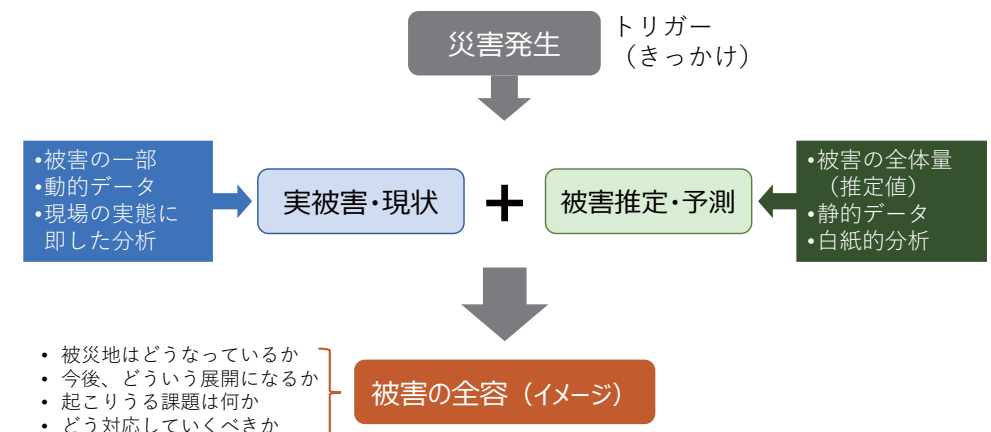 災害発生
トリガー
（きっかけ）
•被害の一部
•動的データ
•現場の実態に
即した分析
実被害・現状
+
被害推定・予測
•被害の全体量
（推定値）
•静的データ
•白紙的分析
• 被災地はどうなっているか
• 今後、どういう展開になるか
• 起こりうる課題は何か
• どう対応していくべきか
被害の全容（イメージ）